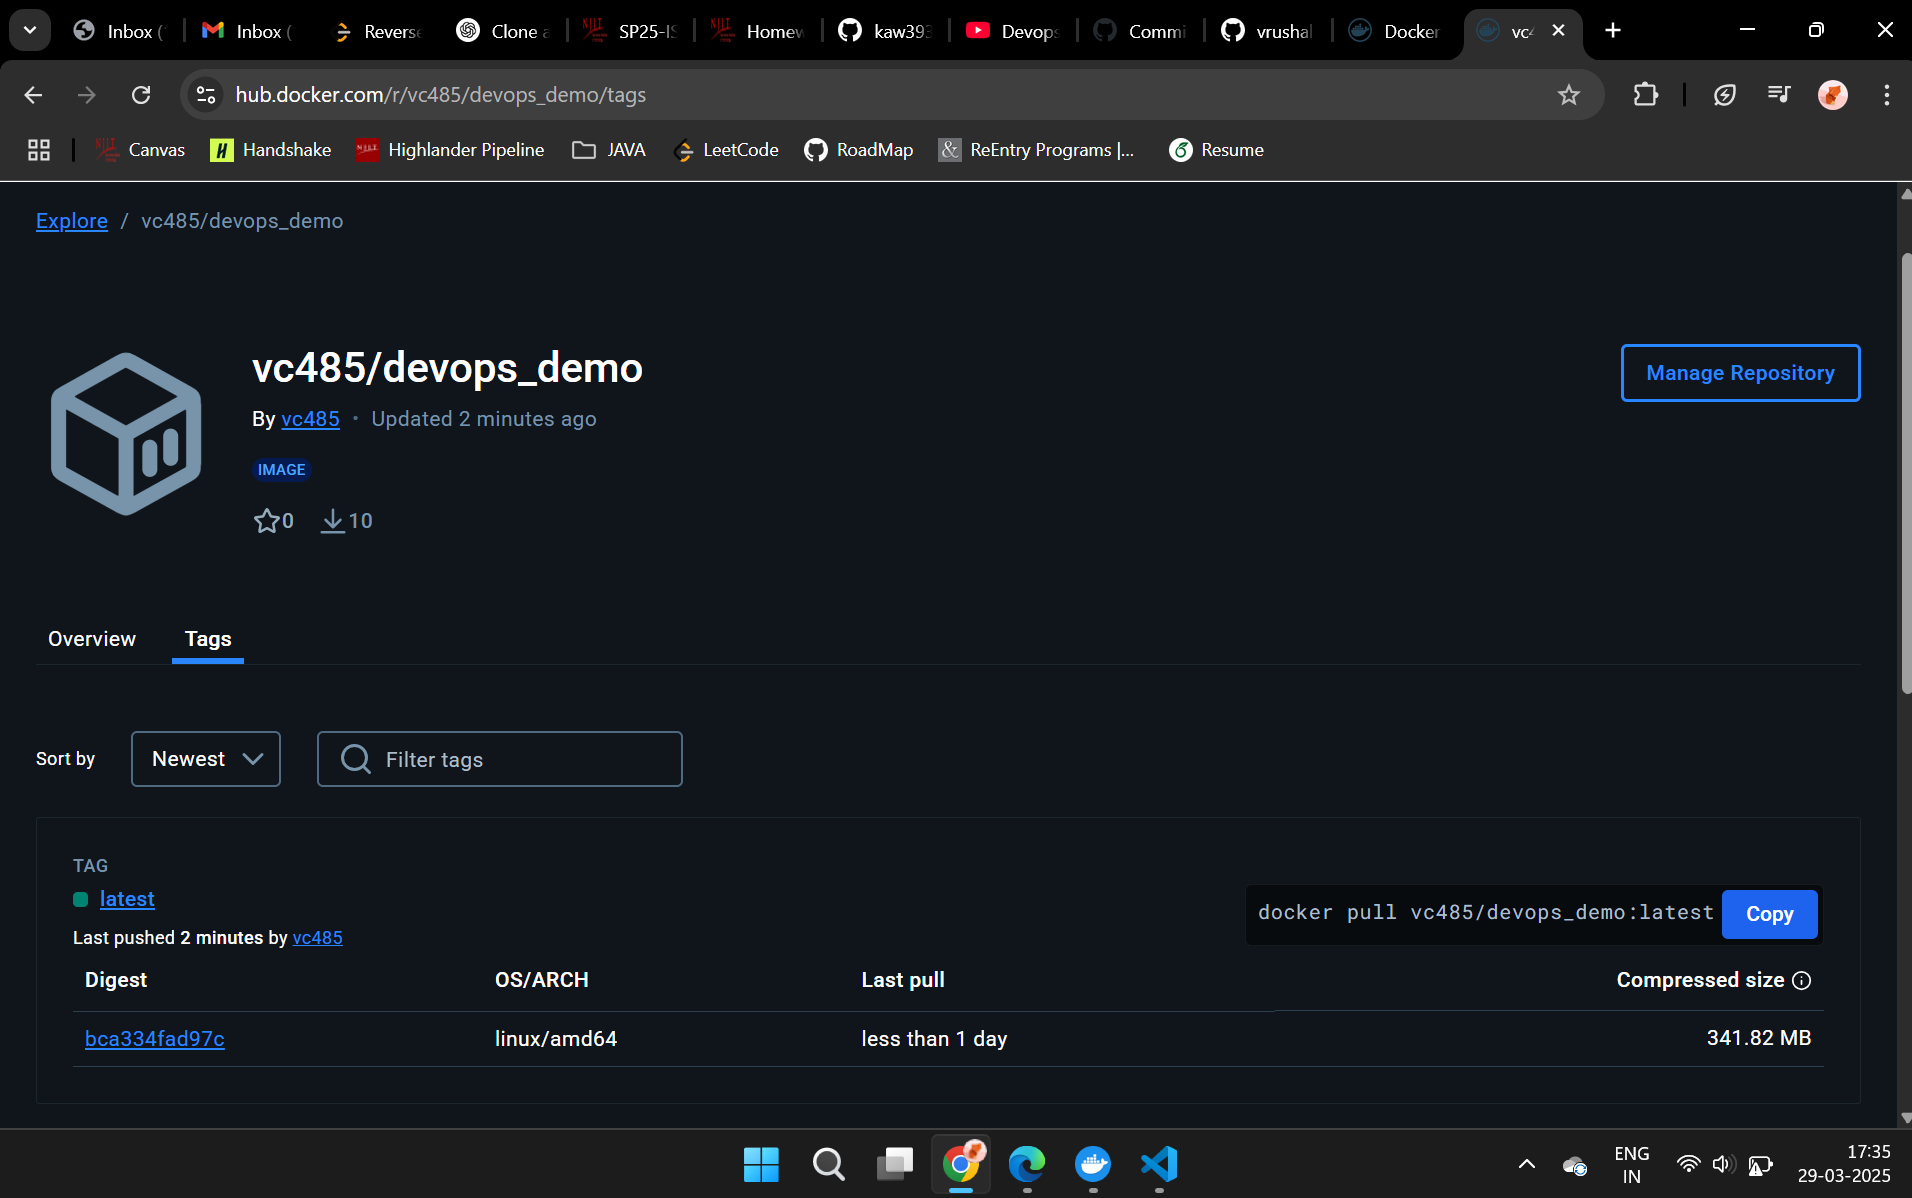 Inbox (
Inbox (
Reverse
Clone a
SP25-IS
Homew
kaw393
Devops
Commi
vrushal
Docker
vc4
hub.docker.com/r/vc485/devops_demo/tags
Canvas
Handshake
Highlander Pipeline
JAVA
LeetCode
RoadMap
ReEntry Programs |...
Resume
Explore / vc485/devops_demo
vc485/devops_demo
Manage Repository
By vc485 • Updated 2 minutes ago
IMAGE
0 10
Overview
Tags
Sort by
Newest
Filter tags
TAG
latest
docker pull vc485/devops_demo:latest
Copy
Last pushed 2 minutes by vc485
Digest OS/ARCH Last pull Compressed size
bca334fad97c linux/amd64 less than 1 day 341.82 MB
ENG
IN
17:35
29-03-2025